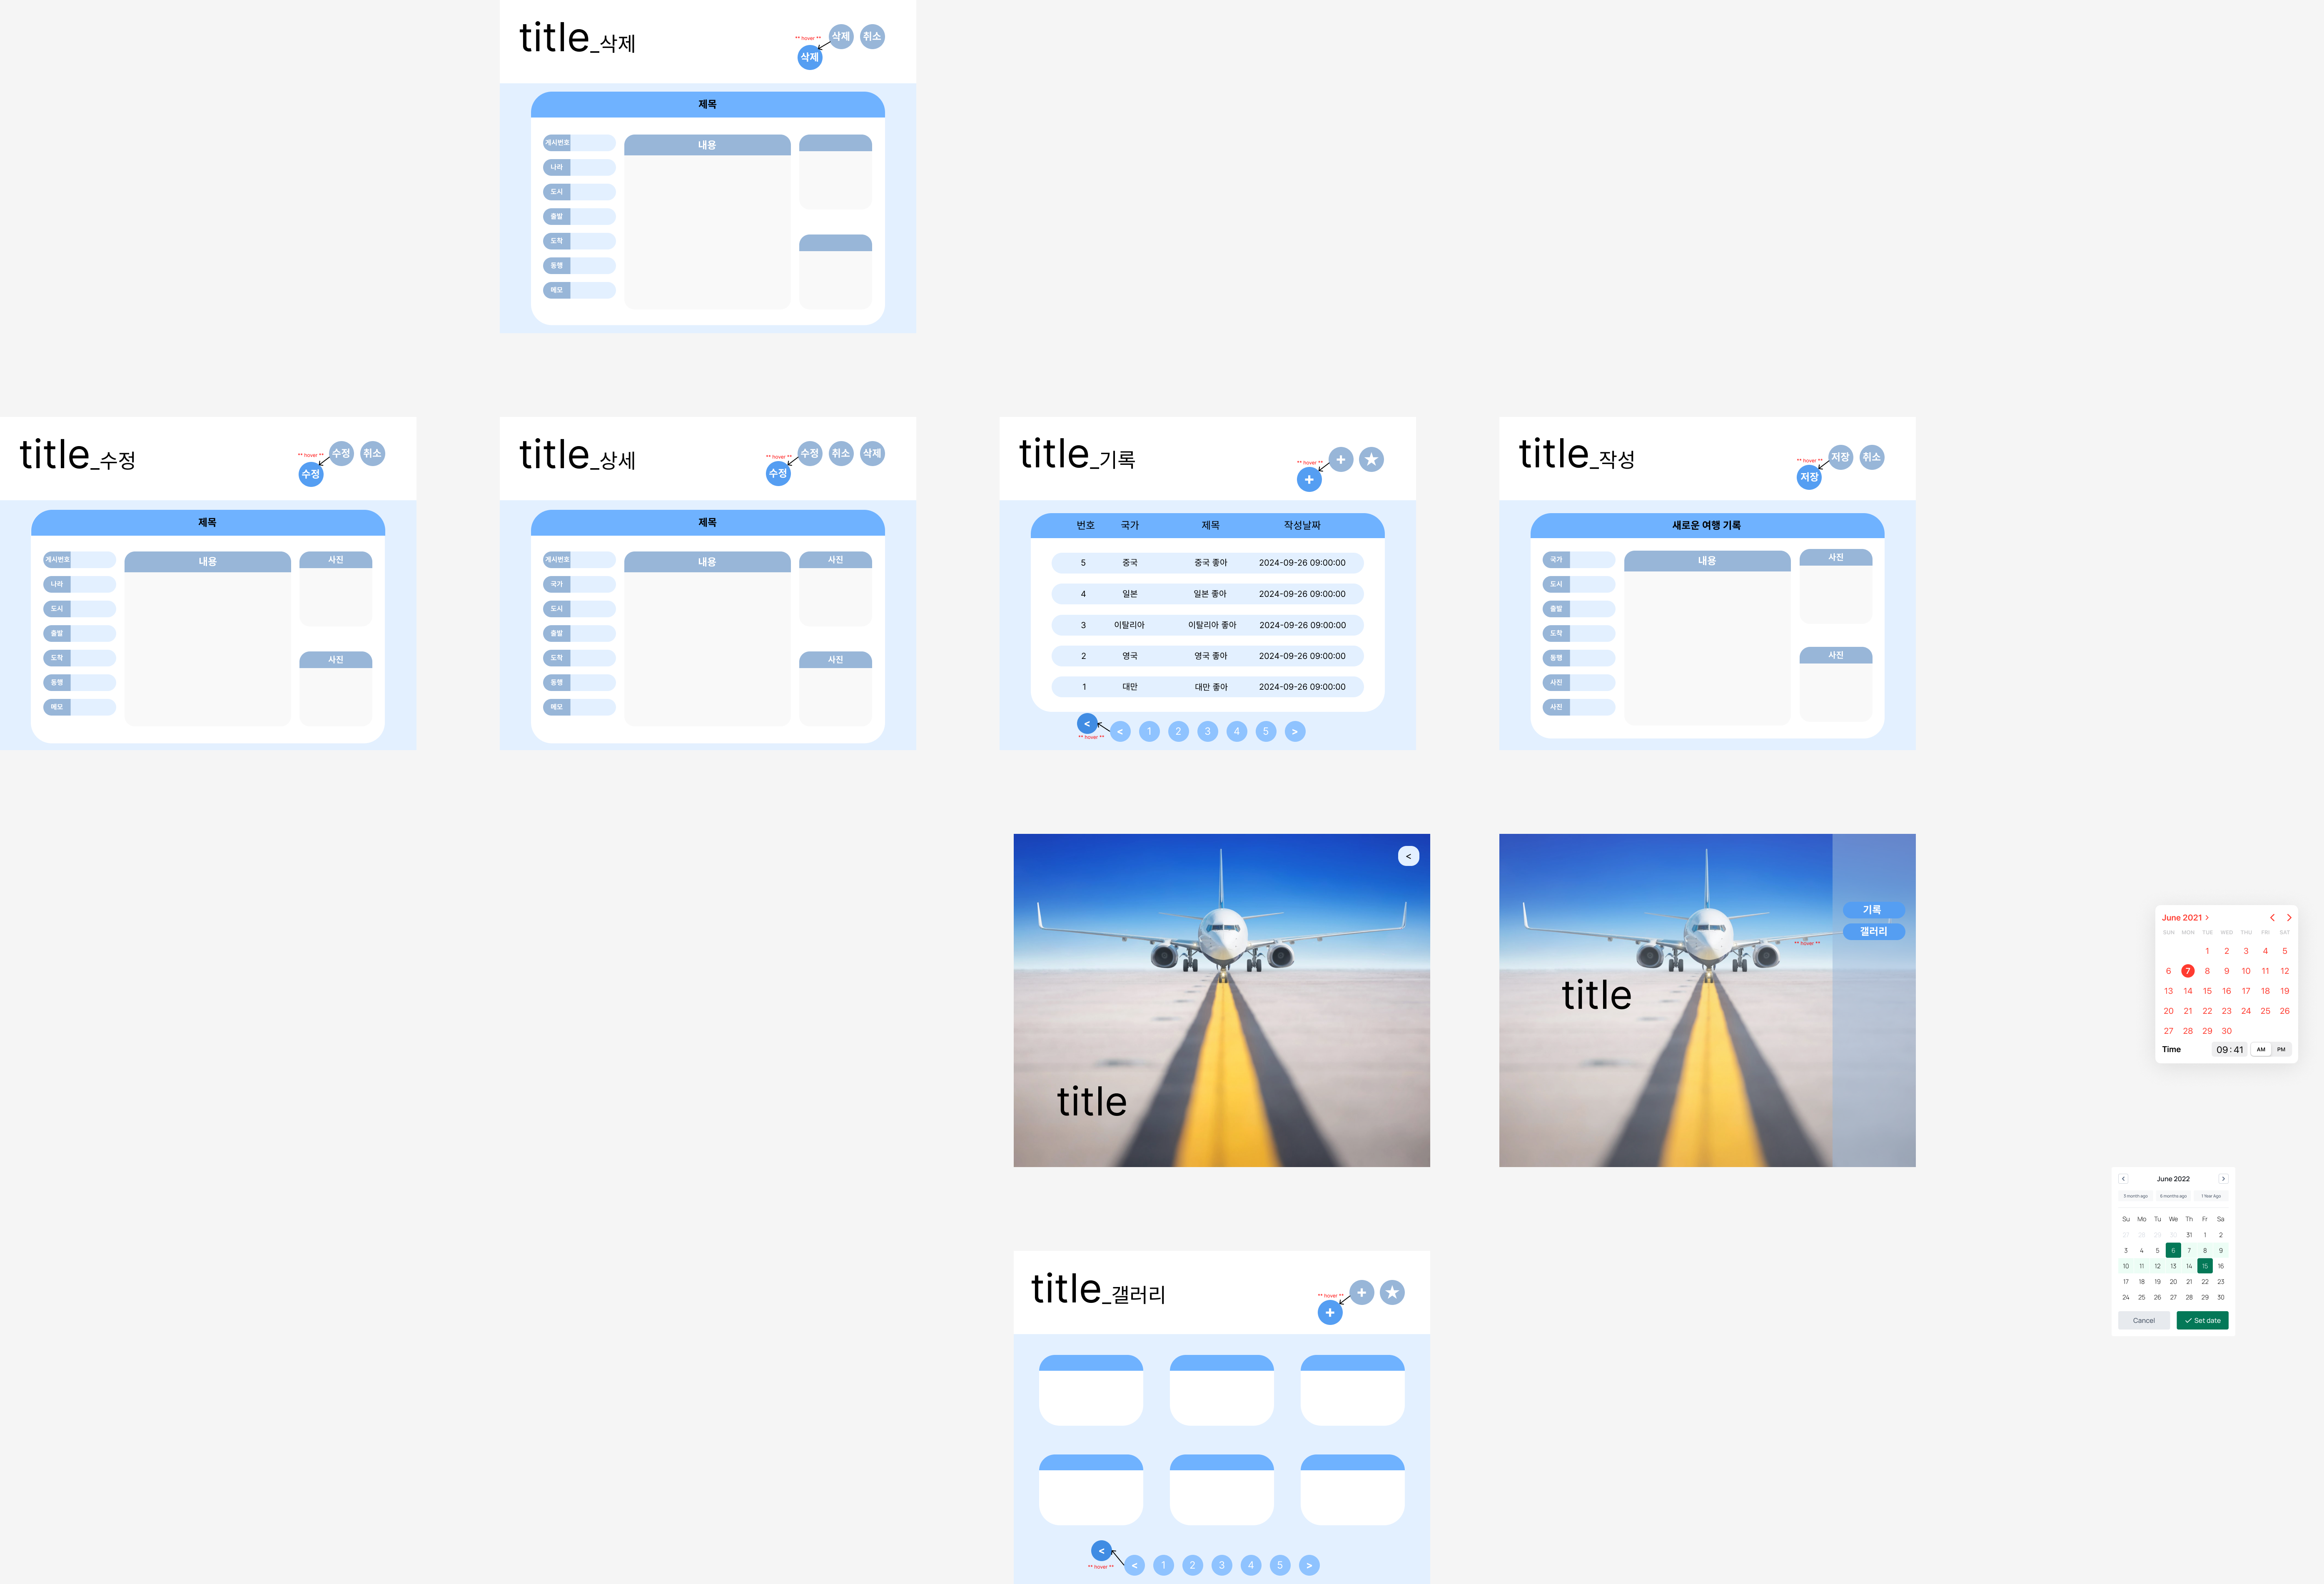 title_삭제
** hover **
삭제
취소
삭제
제목
게시번호
나라
도시
출발
도착
동행
메모
내용
title_수정
** hover **
수정
취소
수정
제목
게시번호
나라
도시
출발
도착
동행
메모
내용
사진
사진
title_상세
** hover **
수정
취소
삭제
수정
제목
게시번호
국가
도시
출발
도착
동행
메모
내용
사진
사진
title_기록
** hover **
+
★
+
번호 국가 제목 작성날짜
5 중국 중국 좋아 2024-09-26 09:00:00
4 일본 일본 좋아 2024-09-26 09:00:00
3 이탈리아 이탈리아 좋아 2024-09-26 09:00:00
2 영국 영국 좋아 2024-09-26 09:00:00
1 대만 대만 좋아 2024-09-26 09:00:00
<
** hover **
< 1 2 3 4 5 >
title_작성
** hover **
저장
취소
저장
새로운 여행 기록
국가
도시
출발
도착
동행
사진
사진
내용
사진
사진
<
title
기록
갤러리
** hover **
title
June 2021 >
SUN MON TUE WED THU FRI SAT
1 2 3 4 5
6 7 8 9 10 11 12
13 14 15 16 17 18 19
20 21 22 23 24 25 26
27 28 29 30
Time 09:41 AM PM
< June 2022 >
3 month ago 6 months ago 1 Year Ago
Su Mo Tu We Th Fr Sa
27 28 29 30 31 1 2
3 4 5 6 7 8 9
10 11 12 13 14 15 16
17 18 19 20 21 22 23
24 25 26 27 28 29 30
Cancel Set date
title_갤러리
** hover **
+
★
+
<
** hover **
< 1 2 3 4 5 >